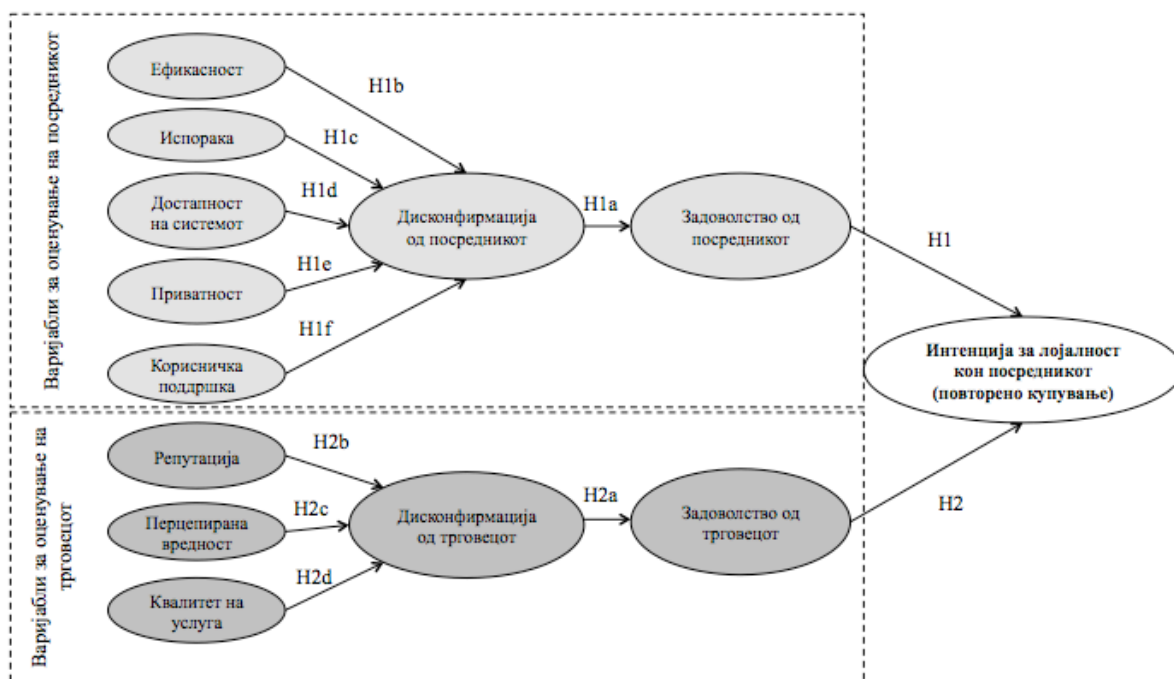 Варијабли за оценување на посредникот
Ефикасност
H1b
Испорака
H1c
Достапност
на системот
H1d
Приватност
H1e
Корисничка
поддршка
H1f
Дисконфирмација
од посредникот
H1a
Задоволство од
посредникот
H1
Интенција за лојалност
кон посредникот
(повторено купување)
Варијабли за оценување на
трговецот
Репутација
H2b
Перцепирана
вредност
H2c
Квалитет на
услуга
H2d
Дисконфирмација
од трговецот
H2a
Задоволство од
трговецот
H2